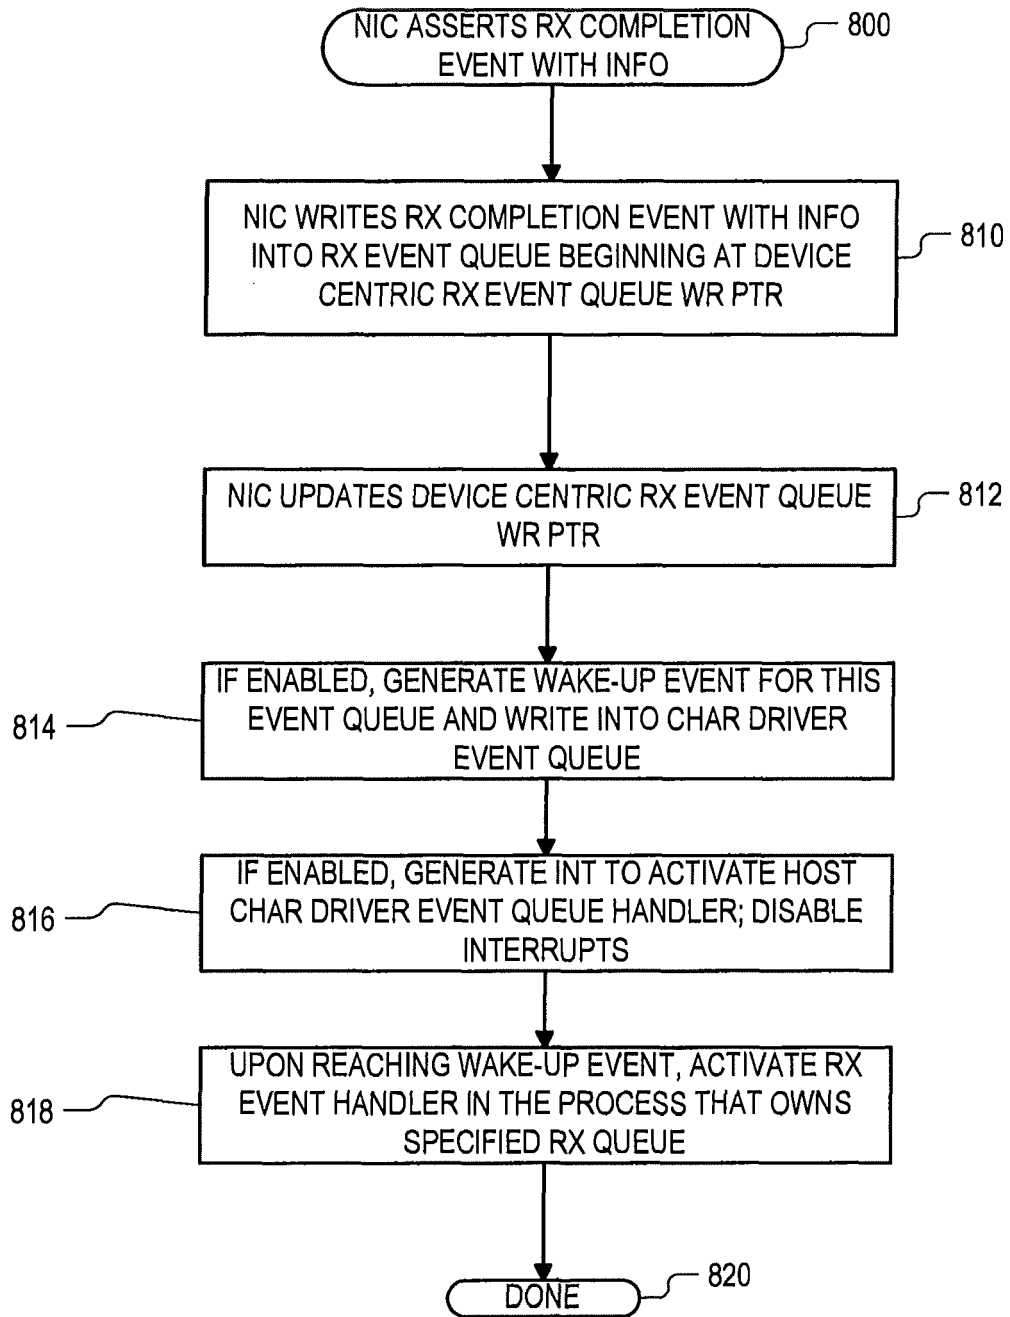 NIC ASSERTS RX COMPLETION
EVENT WITH INFO
800
NIC WRITES RX COMPLETION EVENT WITH INFO
INTO RX EVENT QUEUE BEGINNING AT DEVICE
CENTRIC RX EVENT QUEUE WR PTR
810
NIC UPDATES DEVICE CENTRIC RX EVENT QUEUE
WR PTR
812
IF ENABLED, GENERATE WAKE-UP EVENT FOR THIS
EVENT QUEUE AND WRITE INTO CHAR DRIVER
EVENT QUEUE
814
IF ENABLED, GENERATE INT TO ACTIVATE HOST
CHAR DRIVER EVENT QUEUE HANDLER; DISABLE
INTERRUPTS
816
UPON REACHING WAKE-UP EVENT, ACTIVATE RX
EVENT HANDLER IN THE PROCESS THAT OWNS
SPECIFIED RX QUEUE
818
DONE
820